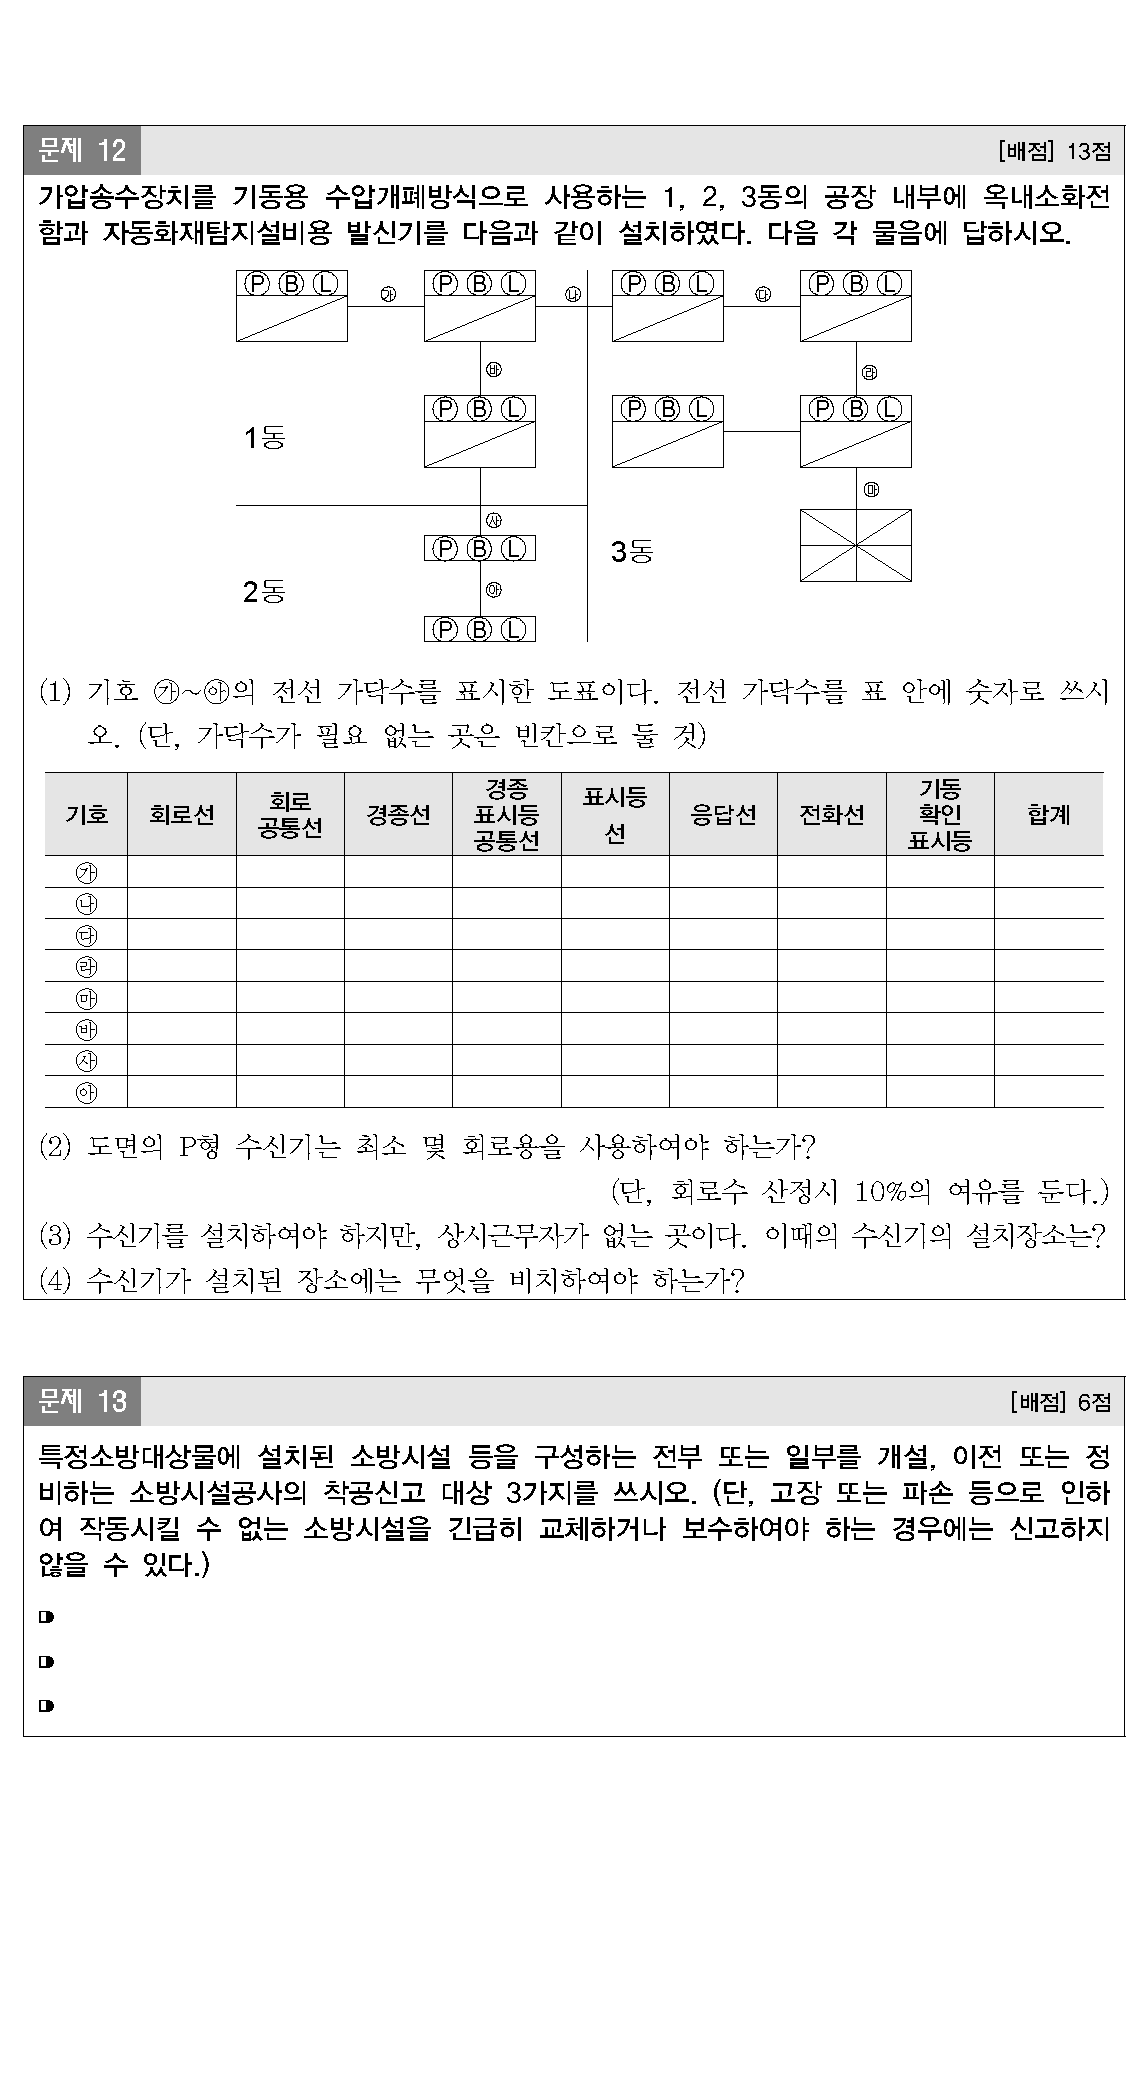 문제 12
[배점] 13점
가압송수장치를 기동용 수압개폐방식으로 사용하는 1, 2, 3동의 공장 내부에 옥내소화전
함과 자동화재탐지설비용 발신기를 다음과 같이 설치하였다. 다음 각 물음에 답하시오.
Ⓟ Ⓑ Ⓛ ㉮ Ⓟ Ⓑ Ⓛ ㉯ Ⓟ Ⓑ Ⓛ ㉰ Ⓟ Ⓑ Ⓛ
㉳ ㉱
Ⓟ Ⓑ Ⓛ Ⓟ Ⓑ Ⓛ Ⓟ Ⓑ Ⓛ
1동
㉲
㉴
Ⓟ Ⓑ Ⓛ 3동
2동 ㉵
Ⓟ Ⓑ Ⓛ
(1) 기호 ㉮~㉵의 전선 가닥수를 표시한 도표이다. 전선 가닥수를 표 안에 숫자로 쓰시
오. (단, 가닥수가 필요 없는 곳은 빈칸으로 둘 것)
기호 회로선 회로 공통선 경종선 경종 표시등 공통선 표시등 선 응답선 전화선 기동 확인 표시등 합계
㉮
㉯
㉰
㉱
㉲
㉳
㉴
㉵
(2) 도면의 P형 수신기는 최소 몇 회로용을 사용하여야 하는가?
(단, 회로수 산정시 10%의 여유를 둔다.)
(3) 수신기를 설치하여야 하지만, 상시근무자가 없는 곳이다. 이때의 수신기의 설치장소는?
(4) 수신기가 설치된 장소에는 무엇을 비치하여야 하는가?
문제 13
[배점] 6점
특정소방대상물에 설치된 소방시설 등을 구성하는 전부 또는 일부를 개설, 이전 또는 정
비하는 소방시설공사의 착공신고 대상 3가지를 쓰시오. (단, 고장 또는 파손 등으로 인하
여 작동시킬 수 없는 소방시설을 긴급히 교체하거나 보수하여야 하는 경우에는 신고하지
않을 수 있다.)